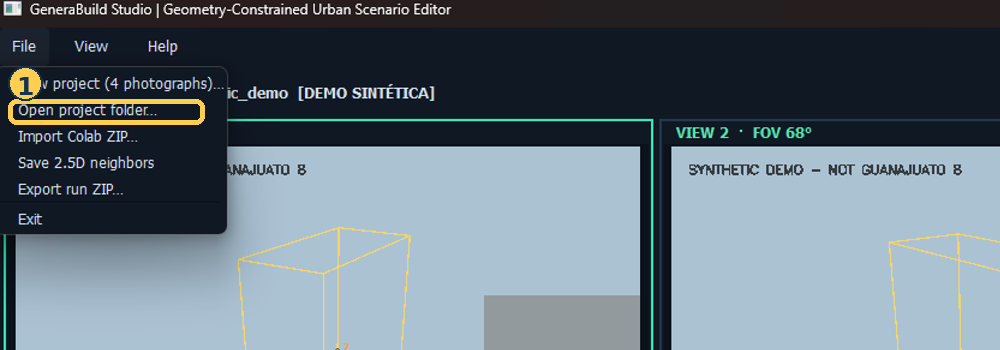 GeneraBuild Studio | Geometry-Constrained Urban Scenario Editor
File View Help
1
project (4 photographs)...
Open project folder...
Import Colab ZIP...
Save 2.5D neighbors
Export run ZIP...
Exit
ic_demo [DEMO SINTÉTICA]
ANAJUATO 8
VIEW 2 · FOV 68°
SYNTHETIC DEMO — NOT GUANAJUATO 8